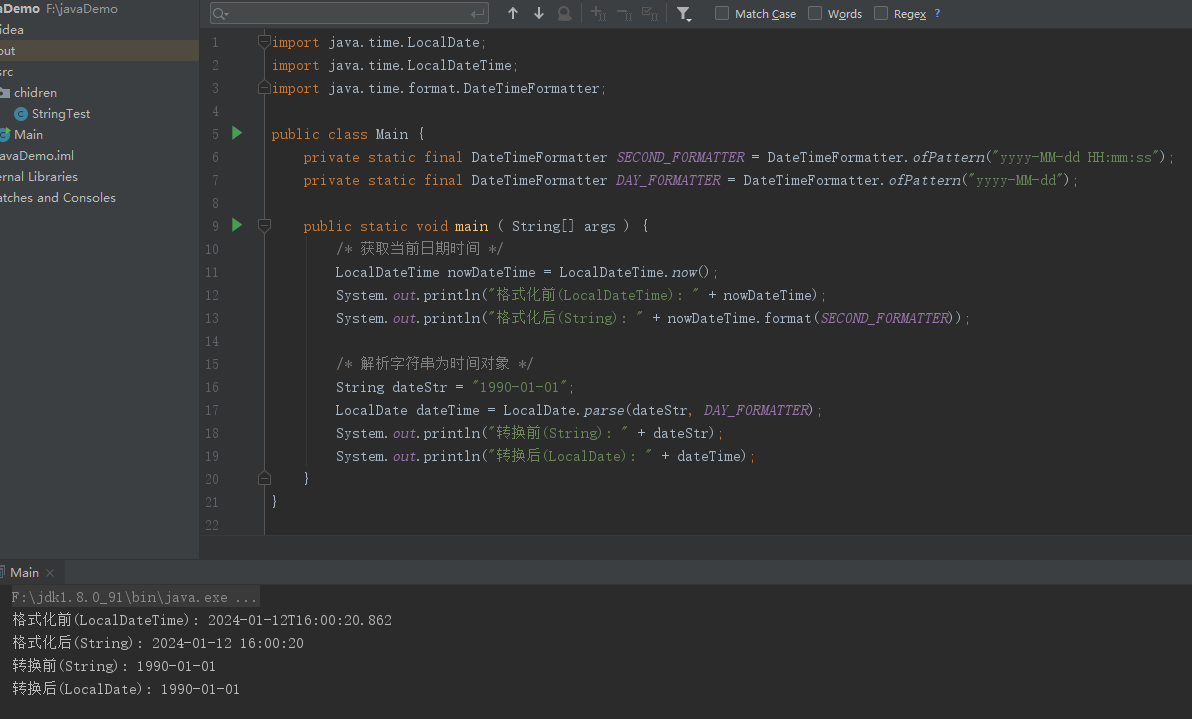 aDemo F:\javaDemo
idea
out
src
chidren
StringTest
Main
avaDemo.iml
ernal Libraries
atches and Consoles
Match Case Words Regex ?
1 import java.time.LocalDate;
2 import java.time.LocalDateTime;
3 import java.time.format.DateTimeFormatter;
4
5 public class Main {
6 private static final DateTimeFormatter SECOND_FORMATTER = DateTimeFormatter.ofPattern("yyyy-MM-dd HH:mm:ss");
7 private static final DateTimeFormatter DAY_FORMATTER = DateTimeFormatter.ofPattern("yyyy-MM-dd");
8
9 public static void main ( String[] args ) {
10 /* 获取当前日期时间 */
11 LocalDateTime nowDateTime = LocalDateTime.now();
12 System.out.println("格式化前(LocalDateTime): " + nowDateTime);
13 System.out.println("格式化后(String): " + nowDateTime.format(SECOND_FORMATTER));
14
15 /* 解析字符串为时间对象 */
16 String dateStr = "1990-01-01";
17 LocalDate dateTime = LocalDate.parse(dateStr, DAY_FORMATTER);
18 System.out.println("转换前(String): " + dateStr);
19 System.out.println("转换后(LocalDate): " + dateTime);
20 }
21 }
22
Main ×
F:\jdk1.8.0_91\bin\java.exe ...
格式化前(LocalDateTime): 2024-01-12T16:00:20.862
格式化后(String): 2024-01-12 16:00:20
转换前(String): 1990-01-01
转换后(LocalDate): 1990-01-01